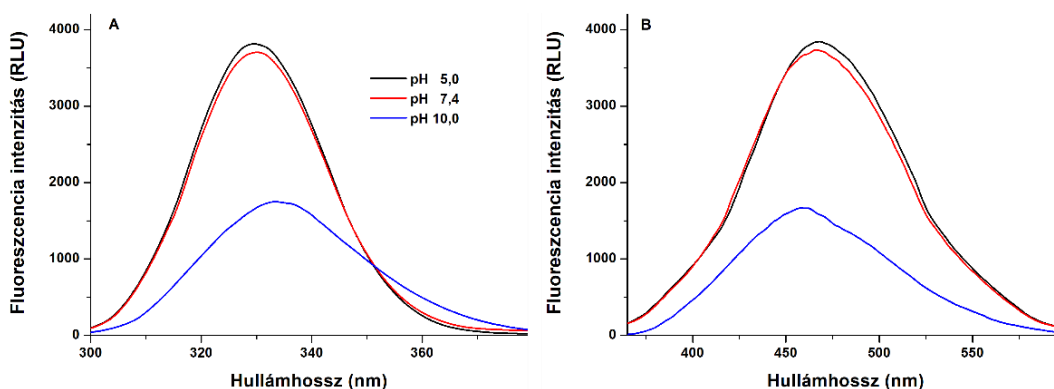 A
Fluoreszcencia intenzitás (RLU)
4000
3000
2000
1000
0
300
320
340
360
Hullámhossz (nm)
pH 5,0
pH 7,4
pH 10,0
B
Fluoreszcencia intenzitás (RLU)
4000
3000
2000
1000
0
400
450
500
550
Hullámhossz (nm)